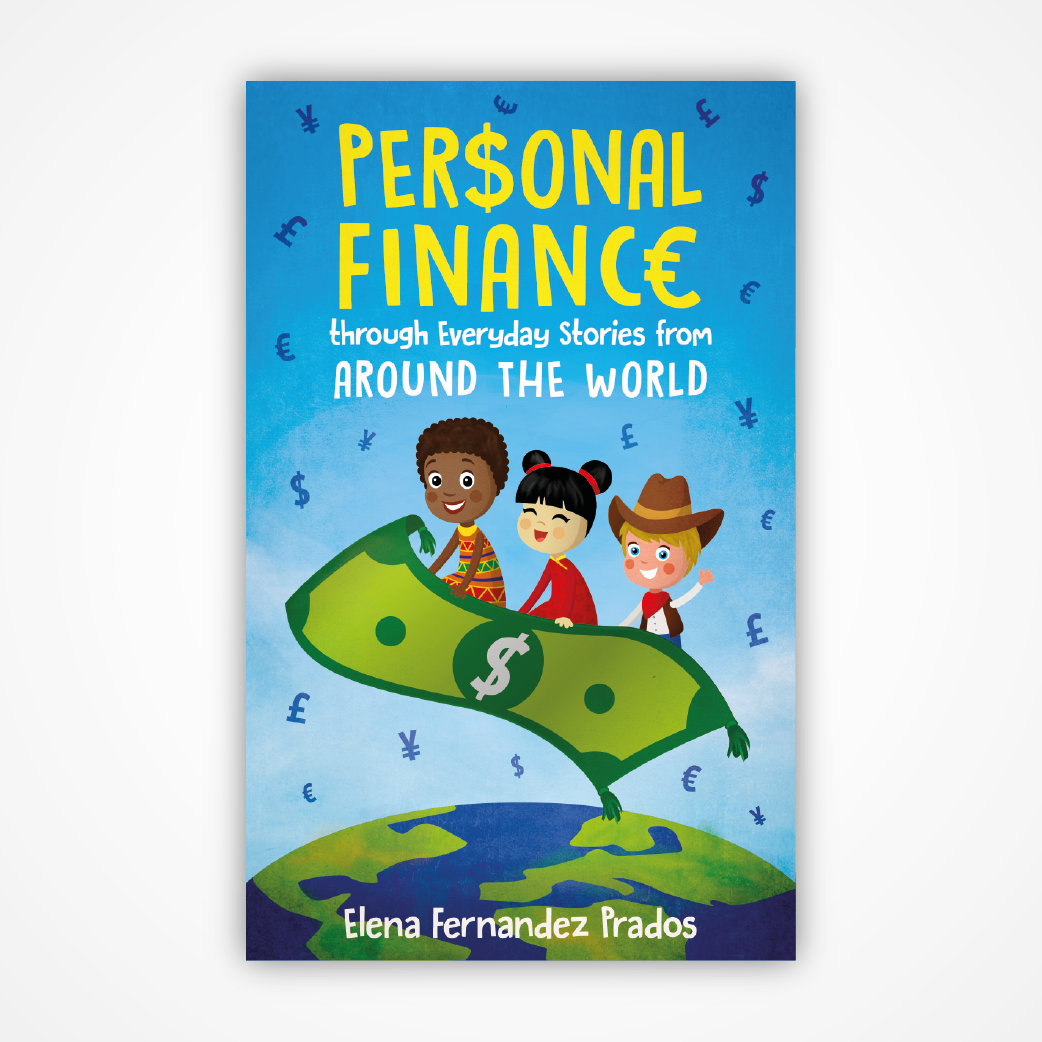 PER$ONAL
FINANC€
through Everyday Stories from
AROUND THE WORLD
$
Elena Fernandez Prados